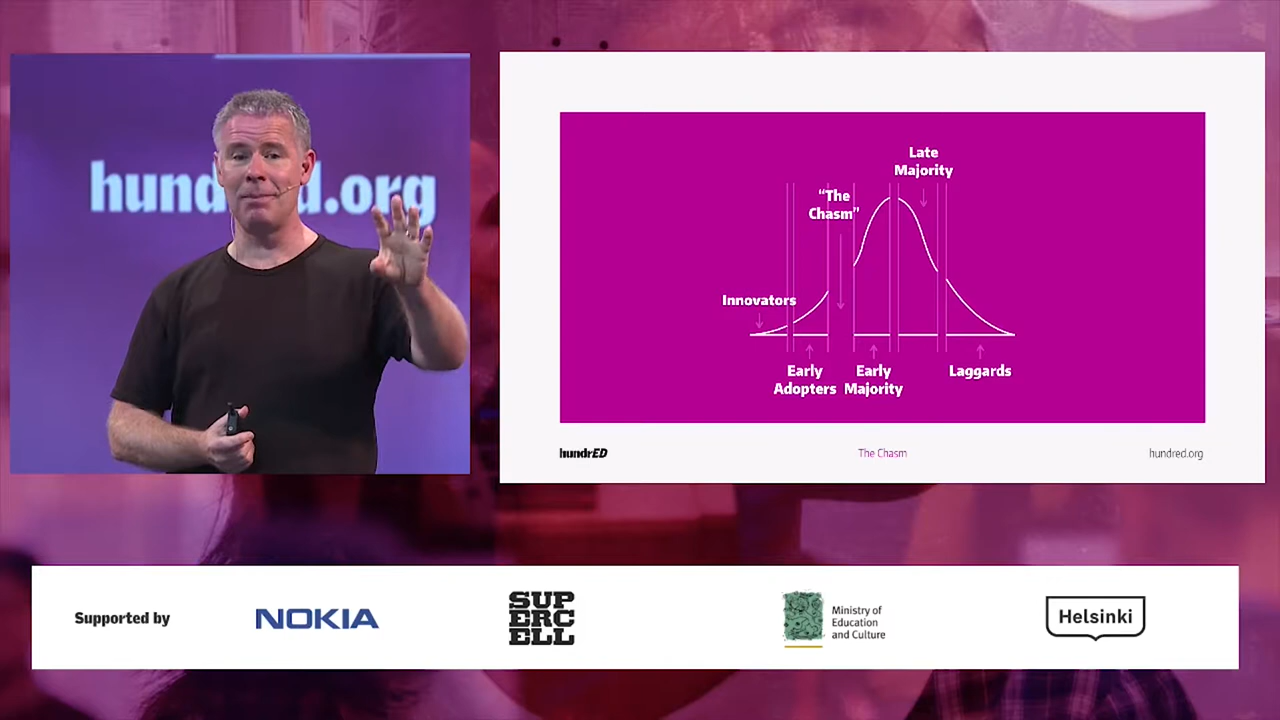 hundred.org
Late
Majority
“The
Chasm”
Innovators
Early
Adopters
Early
Majority
Laggards
hundrED
The Chasm
hundred.org
Supported by
NOKIA
SUP
ERC
ELL
Ministry of
Education
and Culture
Helsinki